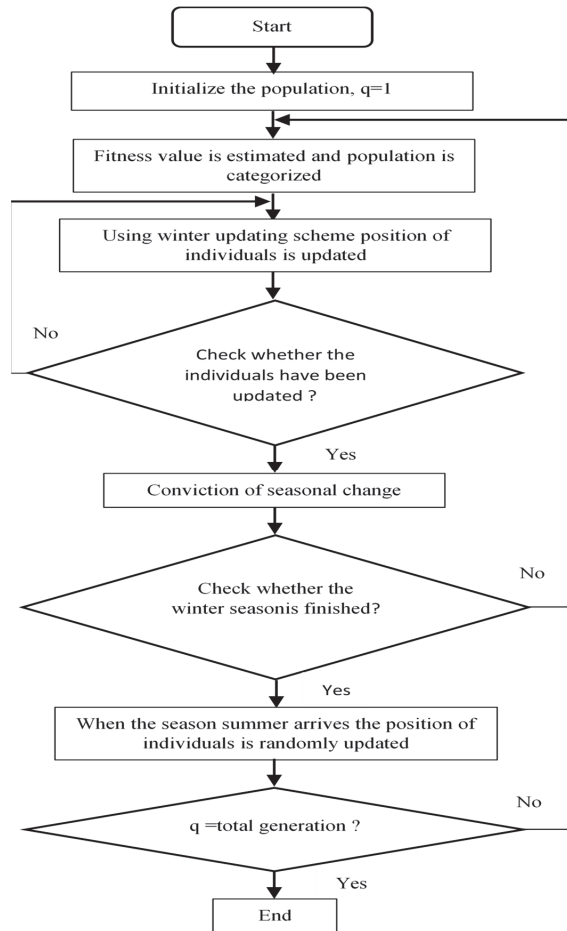 Start
Initialize the population, q=1
Fitness value is estimated and population is
categorized
Using winter updating scheme position of
individuals is updated
No
Check whether the
individuals have been
updated ?
Yes
Conviction of seasonal change
Check whether the
winter seasonis finished?
No
Yes
When the season summer arrives the position of
individuals is randomly updated
q =total generation ?
No
Yes
End